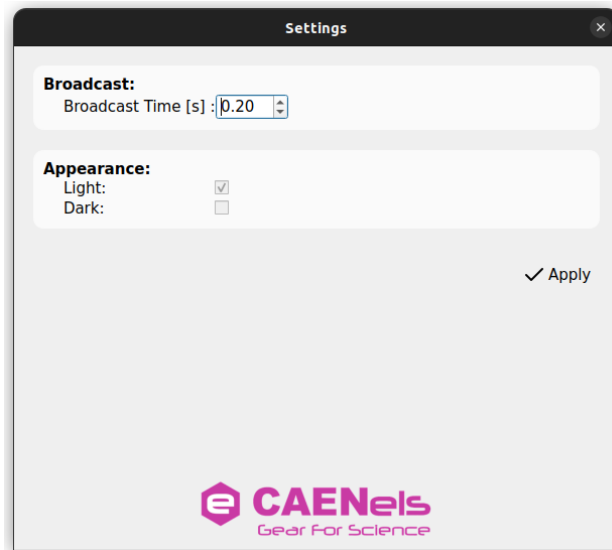 Settings
Broadcast:
Broadcast Time [s] : 0.20
Appearance:
Light:
Dark:
Apply
e CAENels
Gear For Science